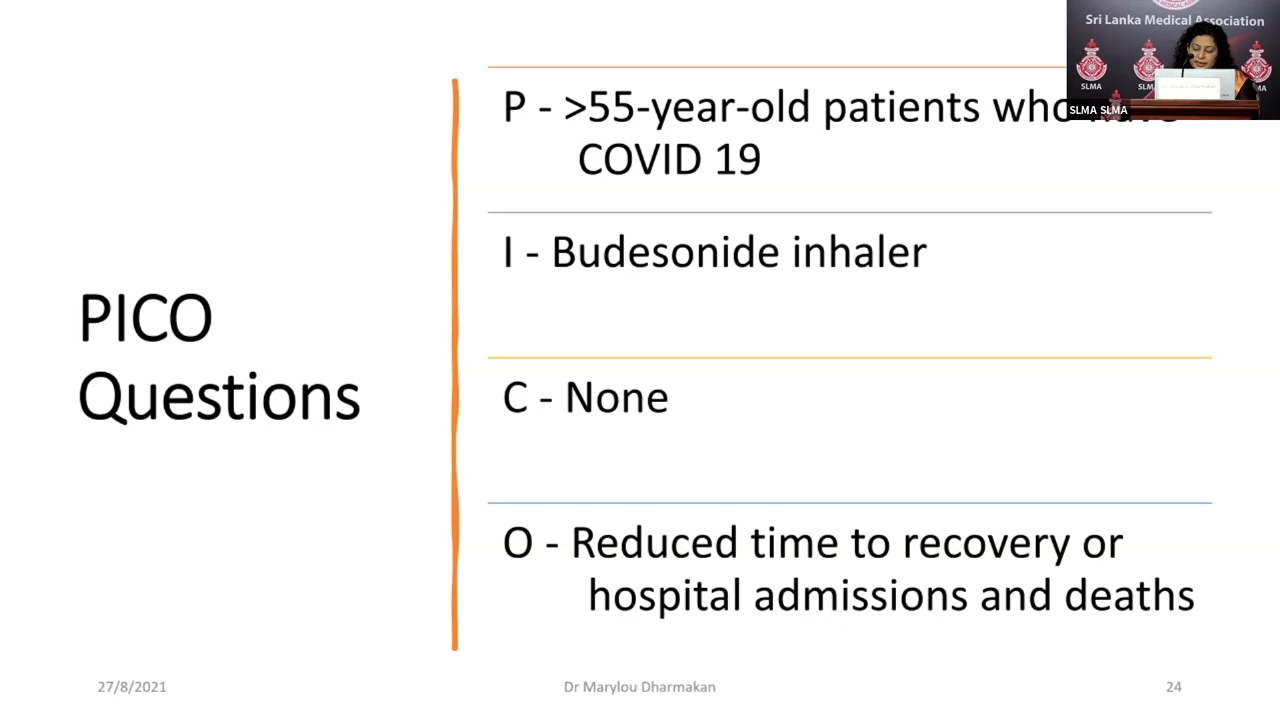 Sri Lanka Medical Association
SLMA
SLMA
SLMA SLMA
P - >55-year-old patients who
COVID 19
I - Budesonide inhaler
PICO
Questions
C - None
O - Reduced time to recovery or
hospital admissions and deaths
27/8/2021
Dr Marylou Dharmakan
24